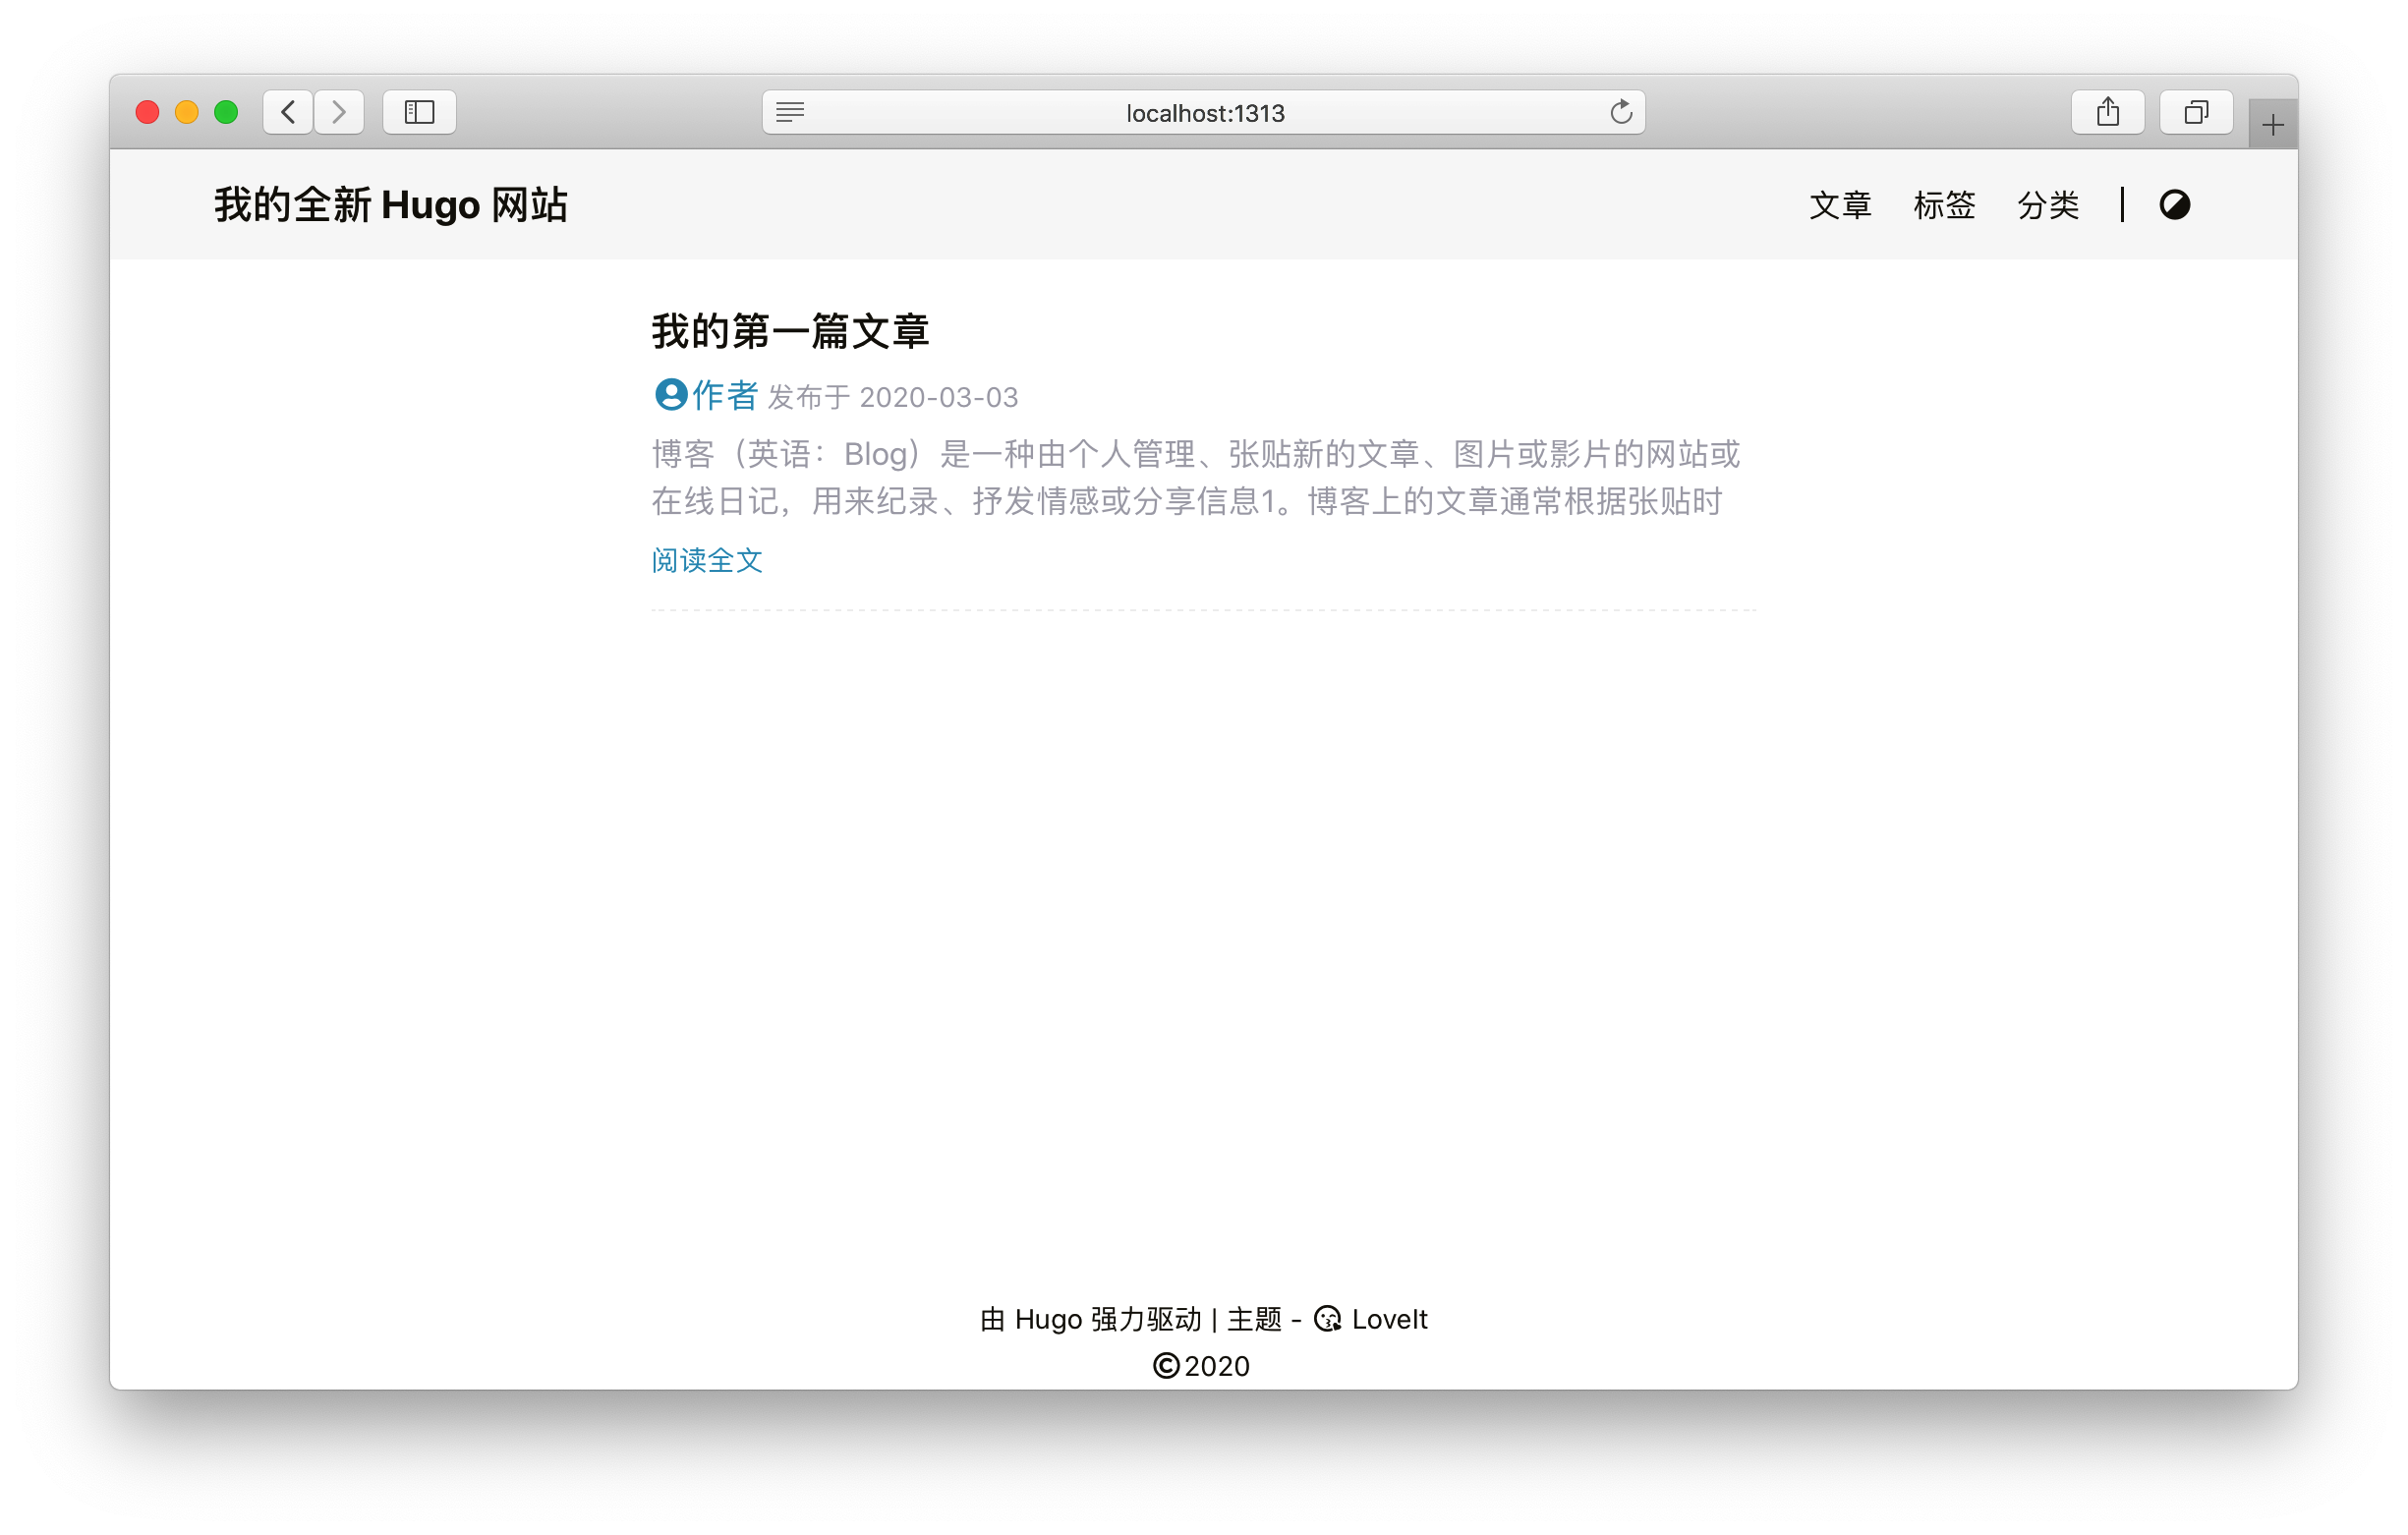 localhost:1313
我的全新 Hugo 网站
文章 标签 分类 |
我的第一篇文章
作者 发布于 2020-03-03
博客（英语：Blog）是一种由个人管理、张贴新的文章、图片或影片的网站或
在线日记，用来纪录、抒发情感或分享信息1。博客上的文章通常根据张贴时
阅读全文
由 Hugo 强力驱动 | 主题 - LoveIt
©2020